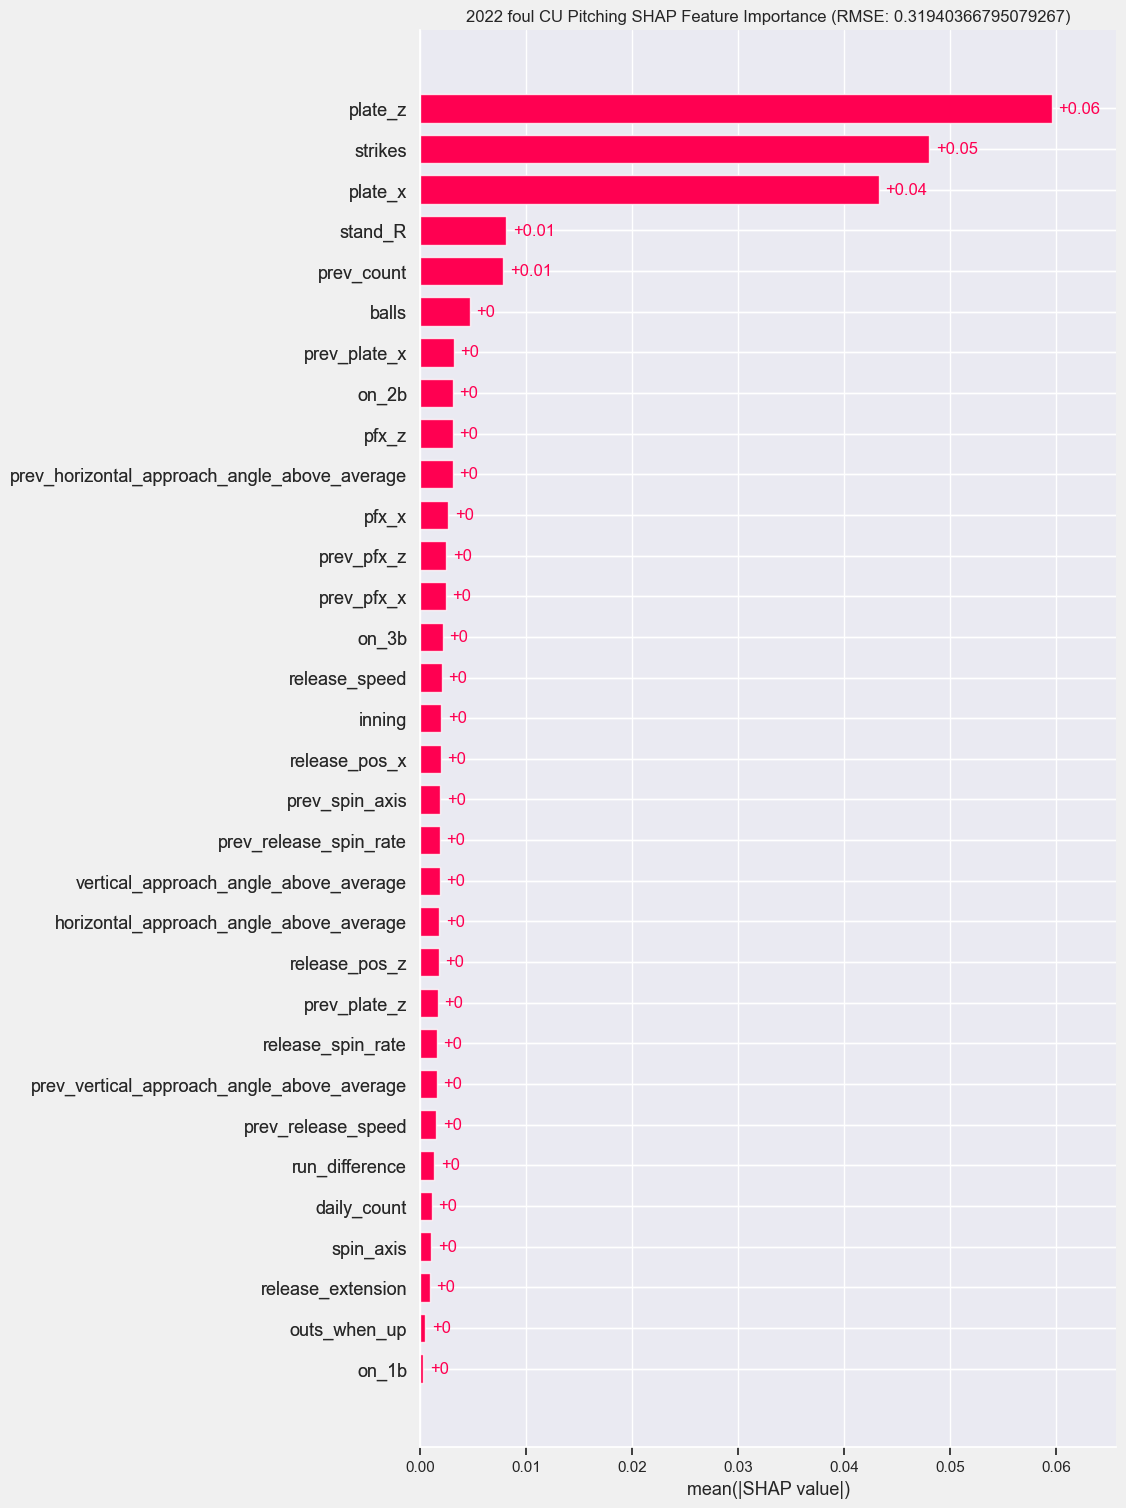 2022 foul CU Pitching SHAP Feature Importance (RMSE: 0.31940366795079267)
plate_z +0.06
strikes +0.05
plate_x +0.04
stand_R +0.01
prev_count +0.01
balls +0
prev_plate_x +0
on_2b +0
pfx_z +0
prev_horizontal_approach_angle_above_average +0
pfx_x +0
prev_pfx_z +0
prev_pfx_x +0
on_3b +0
release_speed +0
inning +0
release_pos_x +0
prev_spin_axis +0
prev_release_spin_rate +0
vertical_approach_angle_above_average +0
horizontal_approach_angle_above_average +0
release_pos_z +0
prev_plate_z +0
release_spin_rate +0
prev_vertical_approach_angle_above_average +0
prev_release_speed +0
run_difference +0
daily_count +0
spin_axis +0
release_extension +0
outs_when_up +0
on_1b +0
0.00 0.01 0.02 0.03 0.04 0.05 0.06
mean(|SHAP value|)